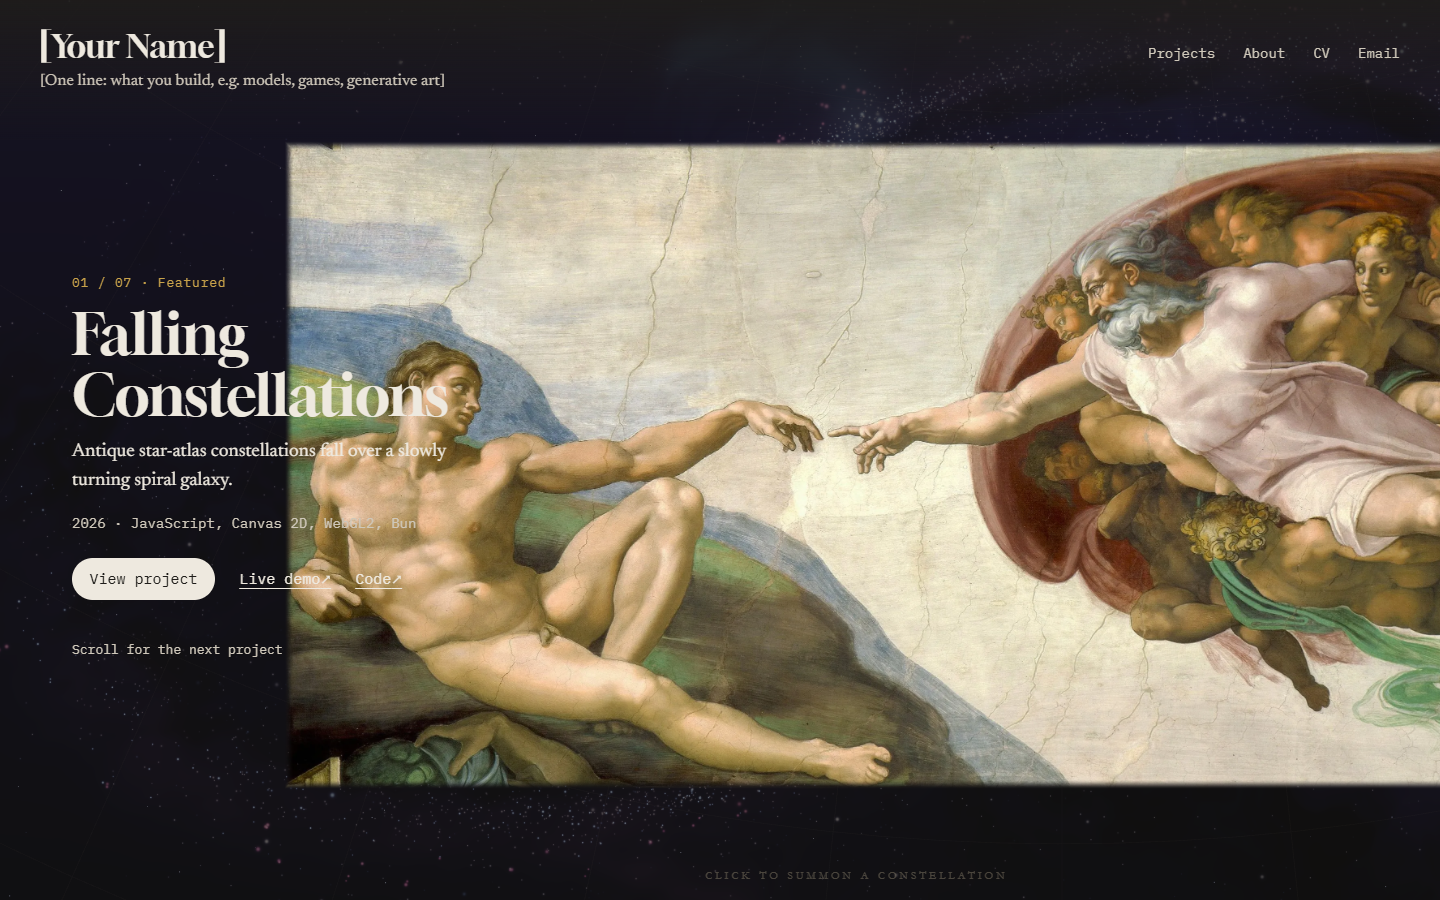 [Your Name]
[One line: what you build, e.g. models, games, generative art]
Projects About CV Email
01 / 07 · Featured
Falling
Constellations
Antique star-atlas constellations fall over a slowly
turning spiral galaxy.
2026 · JavaScript, Canvas 2D, WebGL2, Bun
View project Live demo↗ Code↗
Scroll for the next project
CLICK TO SUMMON A CONSTELLATION